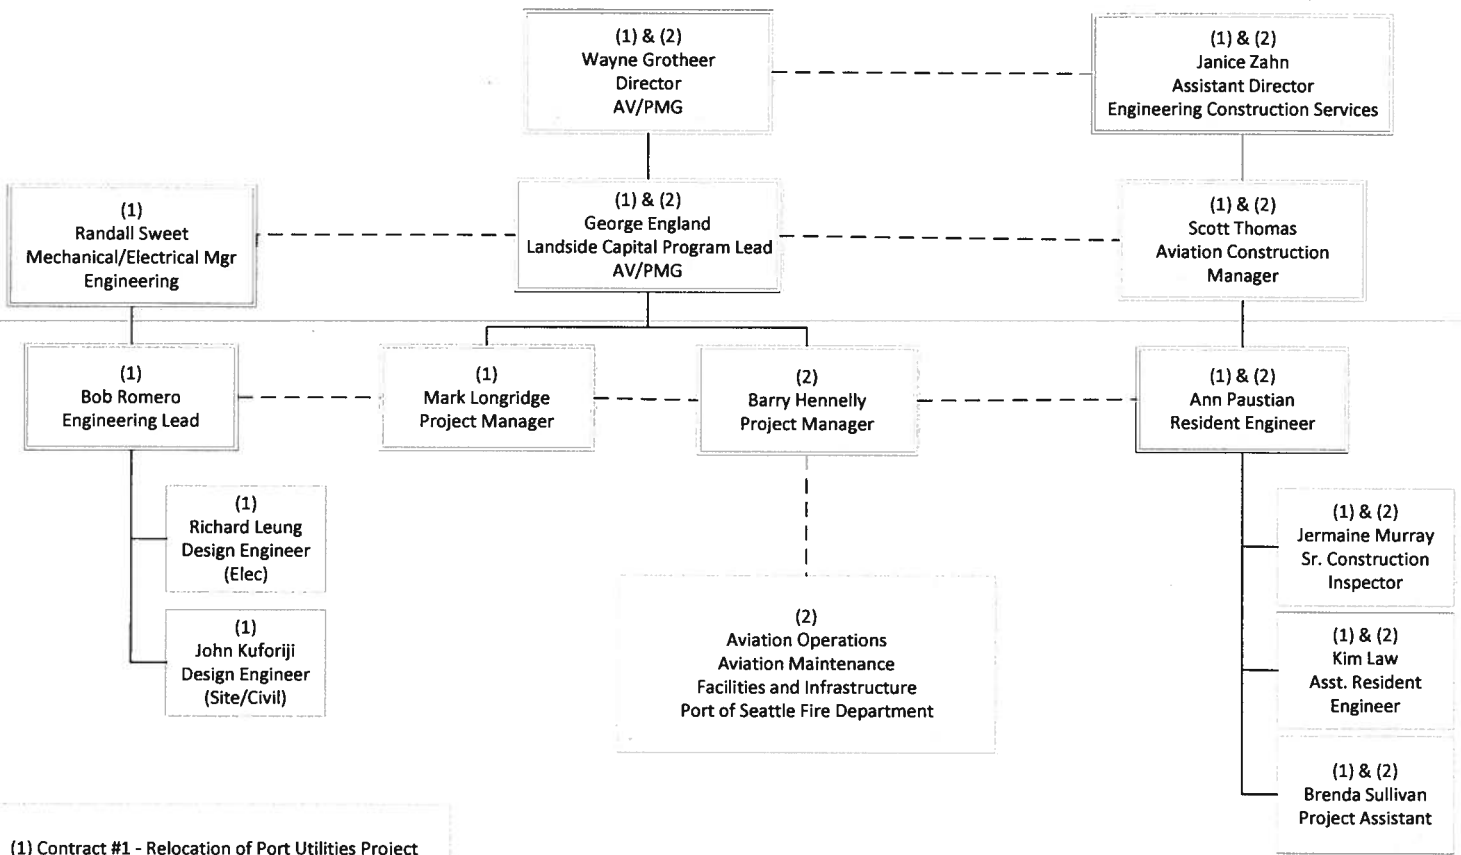 (1) & (2)
Wayne Grotheer
Director
AV/PMG
(1) & (2)
Janice Zahn
Assistant Director
Engineering Construction Services
(1)
Randall Sweet
Mechanical/Electrical Mgr
Engineering
(1) & (2)
George England
Landside Capital Program Lead
AV/PMG
(1) & (2)
Scott Thomas
Aviation Construction
Manager
(1)
Bob Romero
Engineering Lead
(1)
Mark Longridge
Project Manager
(2)
Barry Hennelly
Project Manager
(1) & (2)
Ann Paustian
Resident Engineer
(1)
Richard Leung
Design Engineer
(Elec)
(1)
John Kuforiji
Design Engineer
(Site/Civil)
(2)
Aviation Operations
Aviation Maintenance
Facilities and Infrastructure
Port of Seattle Fire Department
(1) & (2)
Jermaine Murray
Sr. Construction
Inspector
(1) & (2)
Kim Law
Asst. Resident
Engineer
(1) & (2)
Brenda Sullivan
Project Assistant
(1) Contract #1 - Relocation of Port Utilities Project